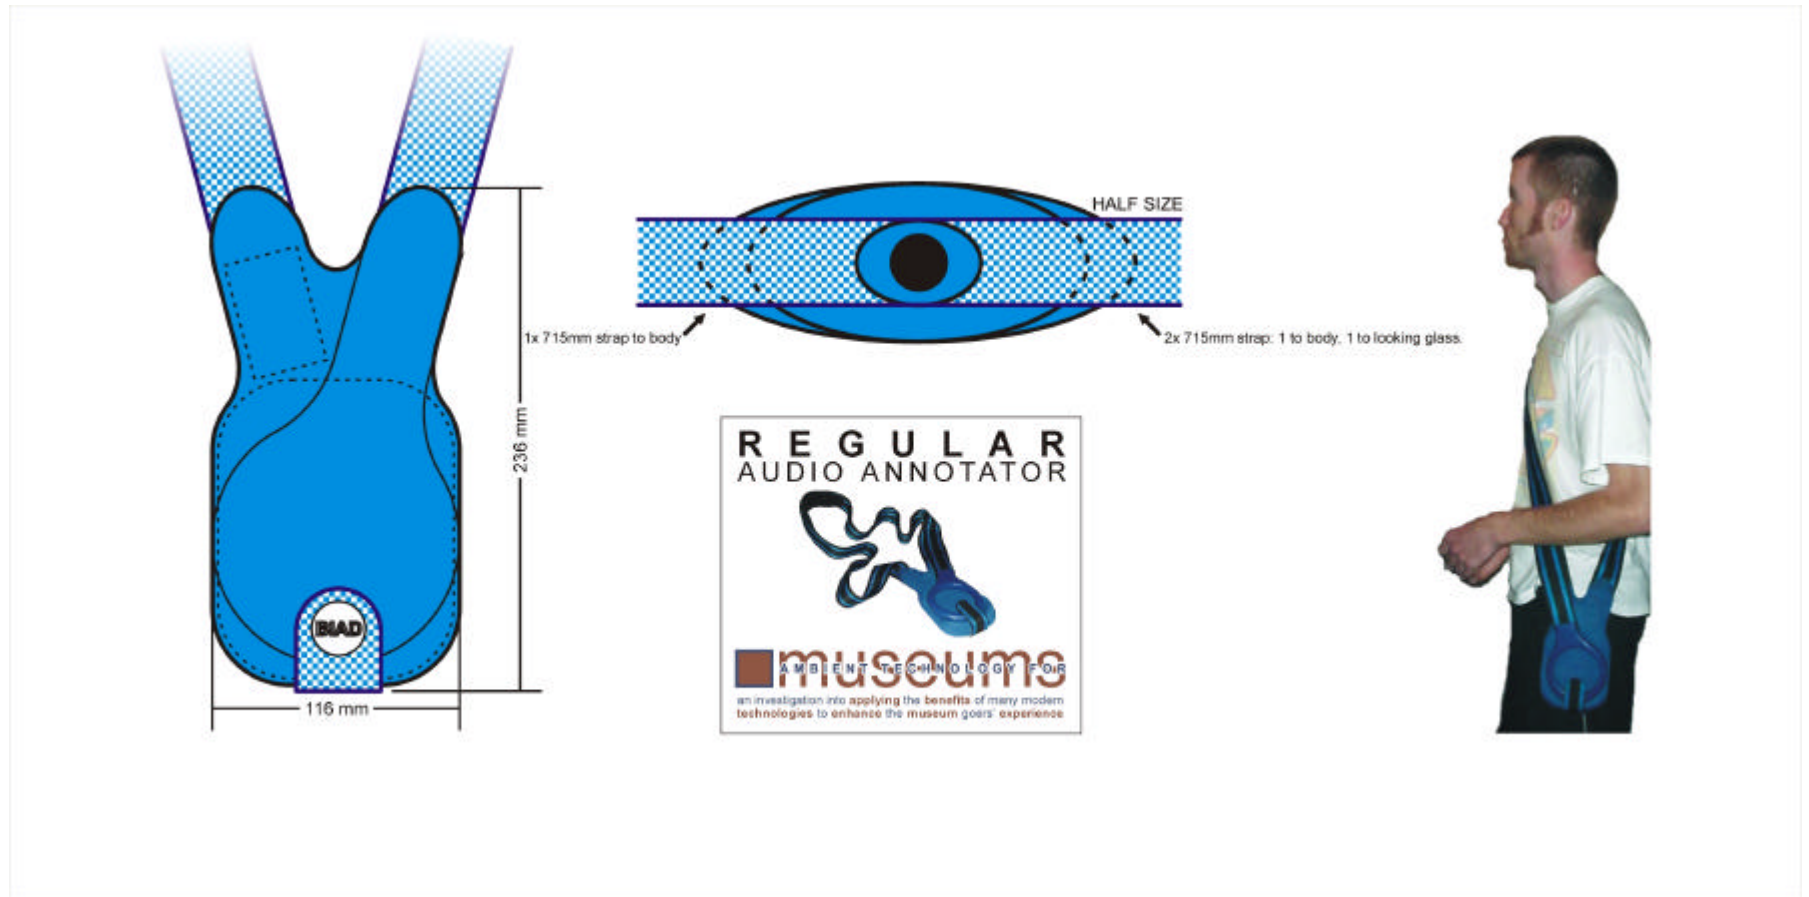 HALF SIZE
1x 715mm strap to body
2x 715mm strap: 1 to body. 1 to looking glass.
236 mm
BIAD
116 mm
REGULAR
AUDIO ANNOTATOR
museums
AMBIENT TECHNOLOGY FOR
an investigation into applying the benefits of many modern
technologies to enhance the museum goers' experience